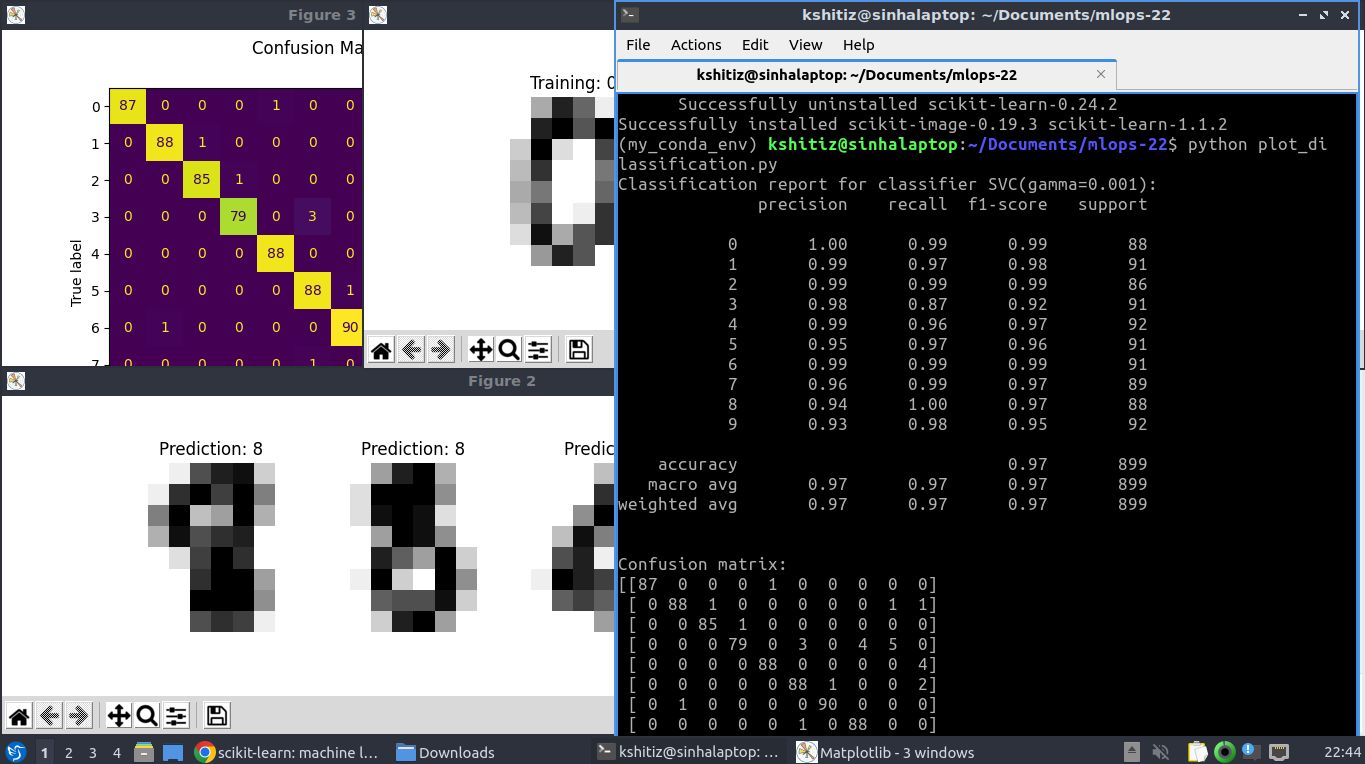 Figure 3
Confusion Ma
True label
0 87 0 0 0 1 0 0
1 0 88 1 0 0 0 0
2 0 0 85 1 0 0 0
3 0 0 0 79 0 3 0
4 0 0 0 0 88 0 0
5 0 0 0 0 0 88 1
6 0 1 0 0 0 0 90
7 0 0 0 0 0 1 0
Training: 0
Figure 2
Prediction: 8
Prediction: 8
Predic
kshitiz@sinhalaptop: ~/Documents/mlops-22
File Actions Edit View Help
kshitiz@sinhalaptop: ~/Documents/mlops-22
Successfully uninstalled scikit-learn-0.24.2
Successfully installed scikit-image-0.19.3 scikit-learn-1.1.2
(my_conda_env) kshitiz@sinhalaptop:~/Documents/mlops-22$ python plot_di
lassification.py
Classification report for classifier SVC(gamma=0.001):
precision recall f1-score support
0 1.00 0.99 0.99 88
1 0.99 0.97 0.98 91
2 0.99 0.99 0.99 86
3 0.98 0.87 0.92 91
4 0.99 0.96 0.97 92
5 0.95 0.97 0.96 91
6 0.99 0.99 0.99 91
7 0.96 0.99 0.97 89
8 0.94 1.00 0.97 88
9 0.93 0.98 0.95 92
accuracy 0.97 899
macro avg 0.97 0.97 0.97 899
weighted avg 0.97 0.97 0.97 899
Confusion matrix:
[[87 0 0 0 1 0 0 0 0 0]
[ 0 88 1 0 0 0 0 0 1 1]
[ 0 0 85 1 0 0 0 0 0 0]
[ 0 0 0 79 0 3 0 4 5 0]
[ 0 0 0 0 88 0 0 0 0 4]
[ 0 0 0 0 0 88 1 0 0 2]
[ 0 1 0 0 0 0 90 0 0 0]
[ 0 0 0 0 0 1 0 88 0 0]
1 2 3 4 scikit-learn: machine l... Downloads kshitiz@sinhalaptop: ... Matplotlib - 3 windows 22:44